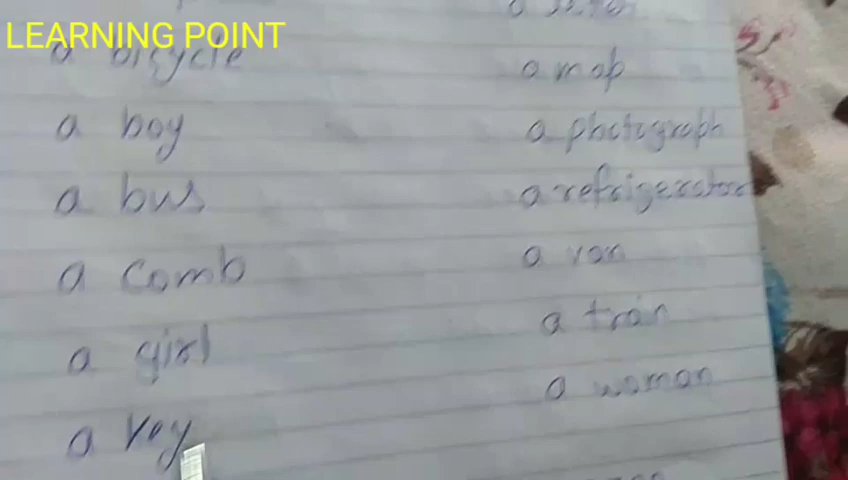 LEARNING POINT
a bicycle
a boy
a bus
a comb
a girl
a key
a map
a photograph
a refrigerator
a van
a train
a woman